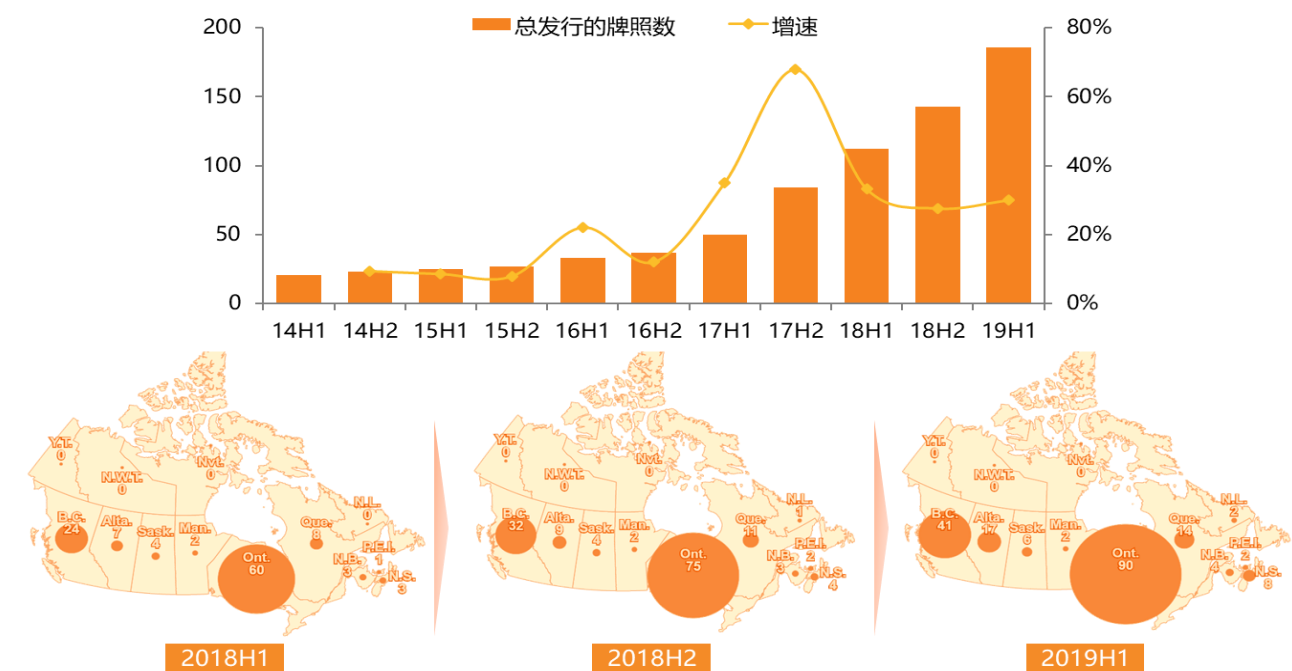 总发行的牌照数 增速
200
150
100
50
0
80%
60%
40%
20%
0%
14H1 14H2 15H1 15H2 16H1 16H2 17H1 17H2 18H1 18H2 19H1
Y.T.
0
N.W.T.
0
Nvt.
0
B.C.
24
Alta.
7
Sask.
4
Man.
2
Ont.
60
Que.
8
N.L.
0
P.E.I.
1
N.B.
3
N.S.
3
2018H1
Y.T.
0
N.W.T.
0
Nvt.
0
B.C.
32
Alta.
9
Sask.
4
Man.
2
Ont.
75
Que.
11
N.L.
1
P.E.I.
2
N.B.
3
N.S.
4
2018H2
Y.T.
0
N.W.T.
0
Nvt.
0
B.C.
41
Alta.
17
Sask.
6
Man.
2
Ont.
90
Que.
14
N.L.
2
P.E.I.
2
N.B.
4
N.S.
8
2019H1